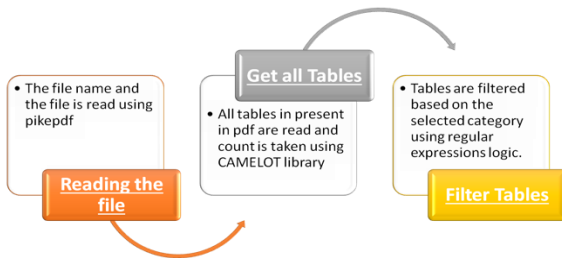 • The file name and
the file is read using
pikepdf
Reading the
file
Get all Tables
• All tables in present
in pdf are read and
count is taken using
CAMELOT library
• Tables are filtered
based on the
selected category
using regular
expressions logic.
Filter Tables